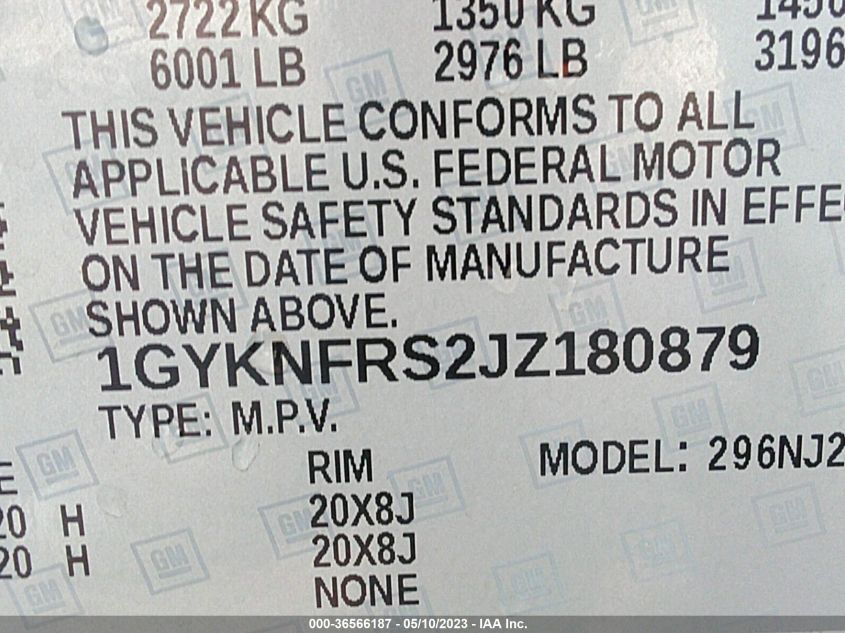 2722 KG 1350 KG 1450
6001 LB 2976 LB 3196
THIS VEHICLE CONFORMS TO ALL
APPLICABLE U.S. FEDERAL MOTOR
VEHICLE SAFETY STANDARDS IN EFFE
ON THE DATE OF MANUFACTURE
SHOWN ABOVE.
1GYKNFRS2JZ180879
TYPE: M.P.V.
RIM MODEL: 296NJ2
20 H 20X8J
20 H 20X8J
NONE
000-36566187 - 05/10/2023 - IAA Inc.